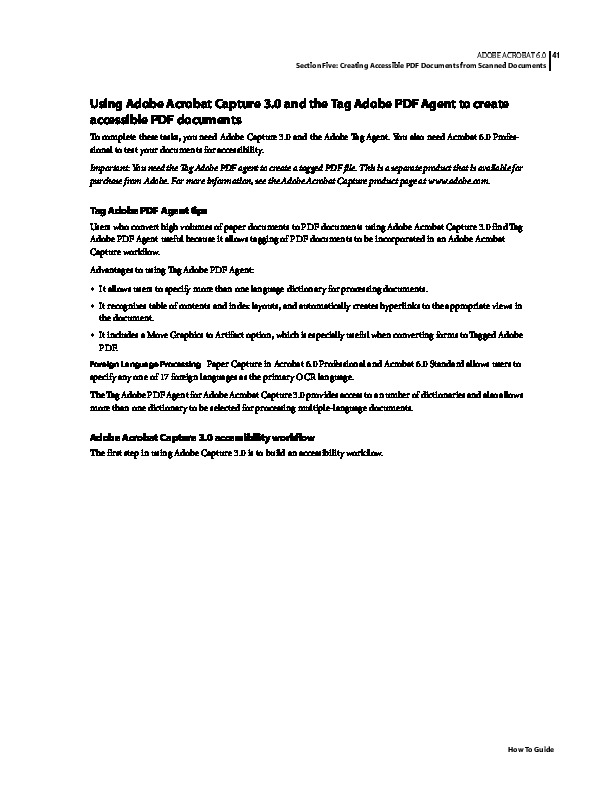 ADOBE ACROBAT 6.0 41
Section Five: Creating Accessible PDF Documents from Scanned Documents
Using Adobe Acrobat Capture 3.0 and the Tag Adobe PDF Agent to create
accessible PDF documents
To complete these tasks, you need Adobe Capture 3.0 and the Adobe Tag Agent. You also need Acrobat 6.0 Profes-
sional to test your documents for accessibility.
Important: You need the Tag Adobe PDF agent to create a tagged PDF file. This is a separate product that is available for
purchase from Adobe. For more information, see the Adobe Acrobat Capture product page at www.adobe.com.
Tag Adobe PDF Agent tips
Users who convert high volumes of paper documents to PDF documents using Adobe Acrobat Capture 3.0 find Tag
Adobe PDF Agent useful because it allows tagging of PDF documents to be incorporated in an Adobe Acrobat
Capture workflow.
Advantages to using Tag Adobe PDF Agent:
• It allows users to specify more than one language dictionary for processing documents.
• It recognizes table of contents and index layouts, and automatically creates hyperlinks to the appropriate views in
the document.
• It includes a Move Graphics to Artifact option, which is especially useful when converting forms to Tagged Adobe
PDF.
Foreign Language Processing Paper Capture in Acrobat 6.0 Professional and Acrobat 6.0 Standard allows users to
specify any one of 17 foreign languages as the primary OCR language.
The Tag Adobe PDF Agent for Adobe Acrobat Capture 3.0 provides access to a number of dictionaries and also allows
more than one dictionary to be selected for processing multiple-language documents.
Adobe Acrobat Capture 3.0 accessibility workflow
The first step in using Adobe Capture 3.0 is to build an accessibility workflow.
How To Guide